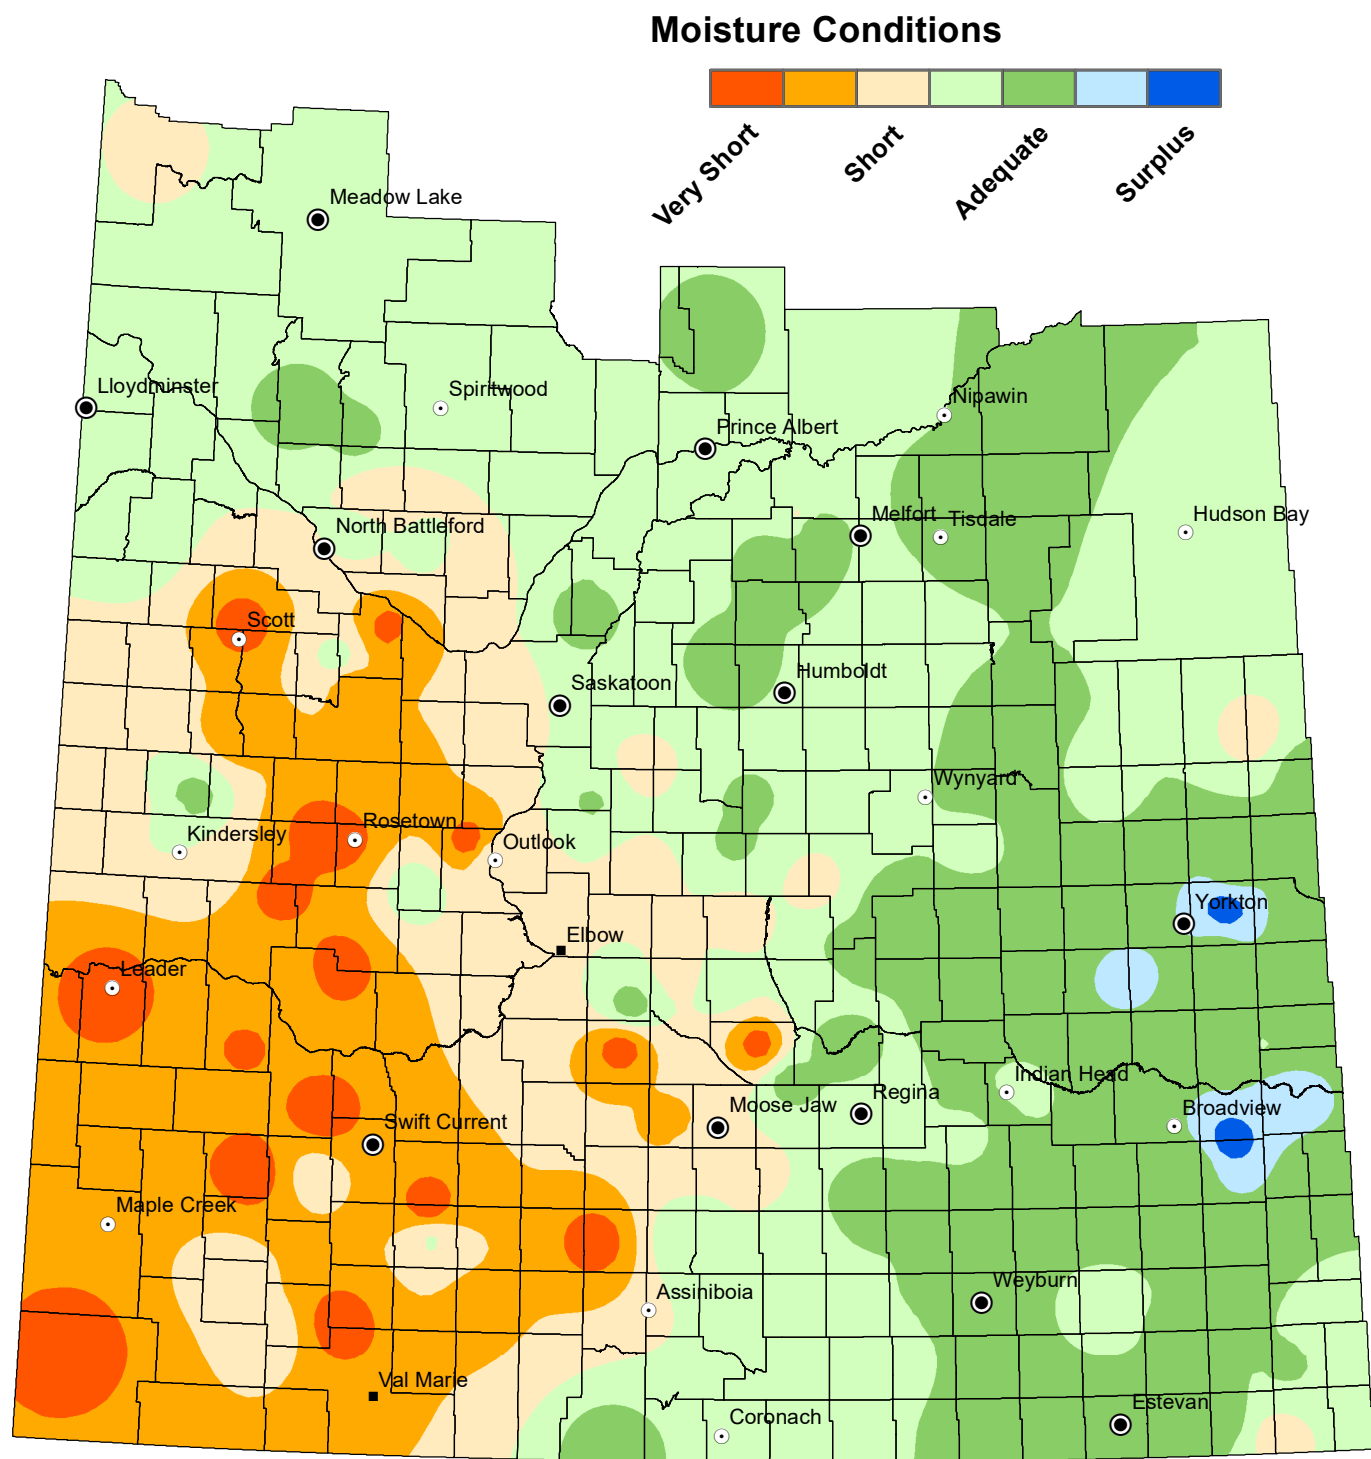 Moisture Conditions
Very Short
Short
Adequate
Surplus
Meadow Lake
Lloydminster
Spiritwood
Nipawin
Prince Albert
North Battleford
Melfort
Tisdale
Hudson Bay
Scott
Saskatoon
Humboldt
Wynyard
Kindersley
Rosetown
Outlook
Yorkton
Elbow
Leader
Indian Head
Moose Jaw
Regina
Broadview
Swift Current
Maple Creek
Assiniboia
Weyburn
Val Marie
Coronach
Estevan